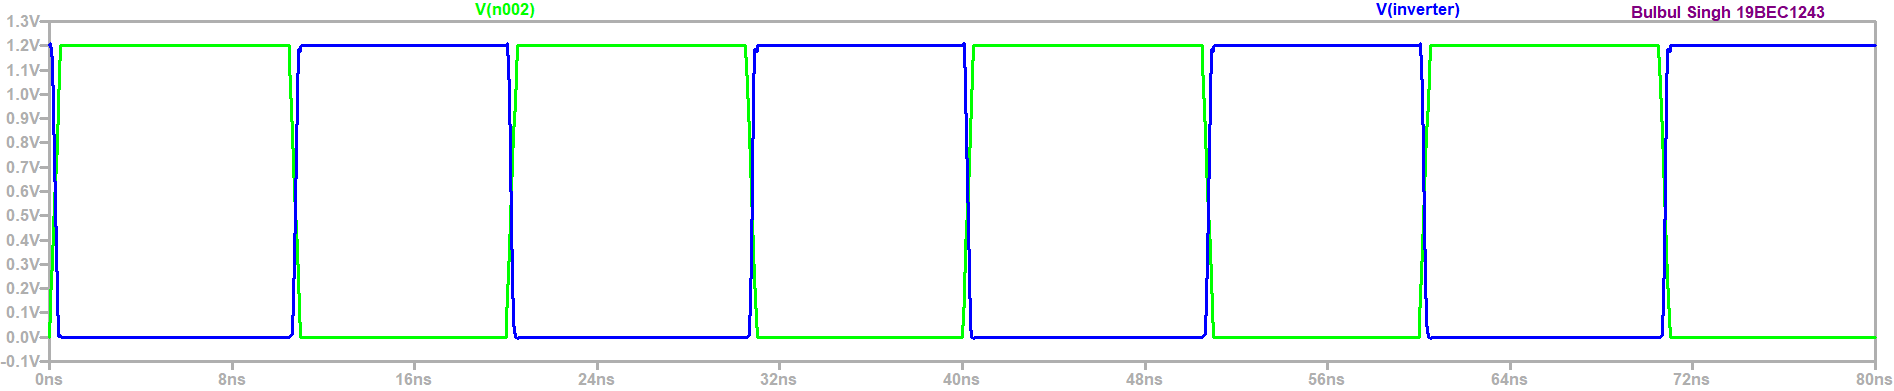 V(n002) V(inverter) Bulbul Singh 19BEC1243
1.3V
1.2V
1.1V
1.0V
0.9V
0.8V
0.7V
0.6V
0.5V
0.4V
0.3V
0.2V
0.1V
0.0V
-0.1V
0ns 8ns 16ns 24ns 32ns 40ns 48ns 56ns 64ns 72ns 80ns